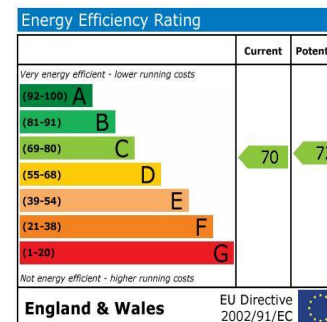 Energy Efficiency Rating
Current Potent
Very energy efficient - lower running costs
(92-100) A
(81-91) B
(69-80) C
(55-68) D
(39-54) E
(21-38) F
(1-20) G
70
Not energy efficient - higher running costs
England & Wales
EU Directive
2002/91/EC